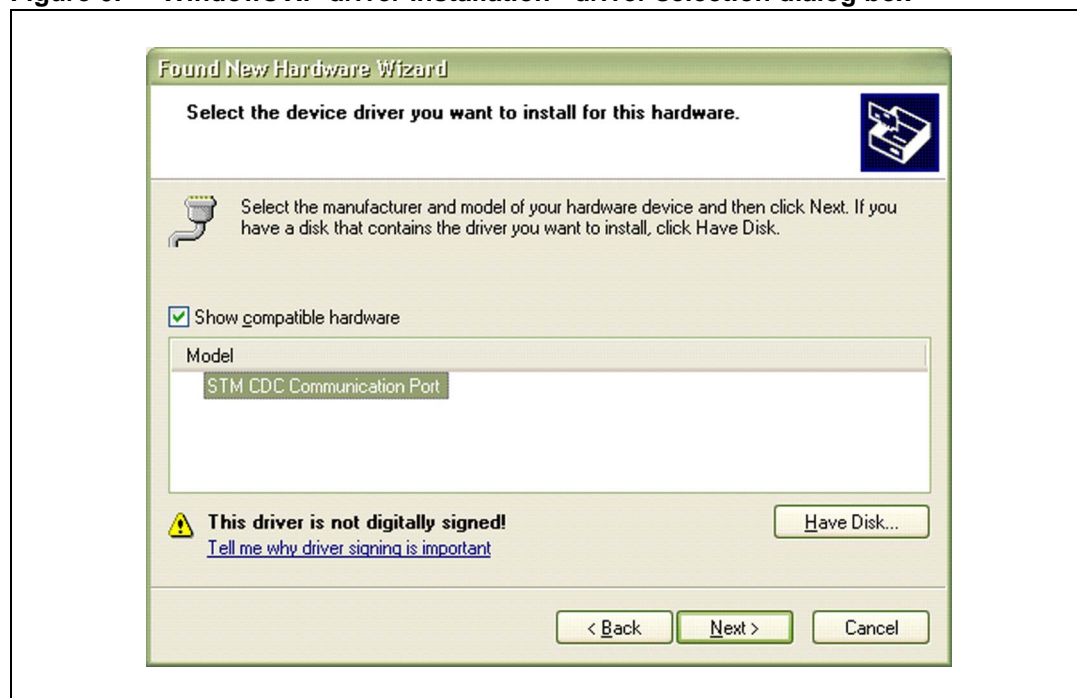 Found New Hardware Wizard
Select the device driver you want to install for this hardware.
Select the manufacturer and model of your hardware device and then click Next. If you
have a disk that contains the driver you want to install, click Have Disk.
Show compatible hardware
Model
STM CDC Communication Port
This driver is not digitally signed!
Have Disk...
Tell me why driver signing is important
< Back
Next >
Cancel